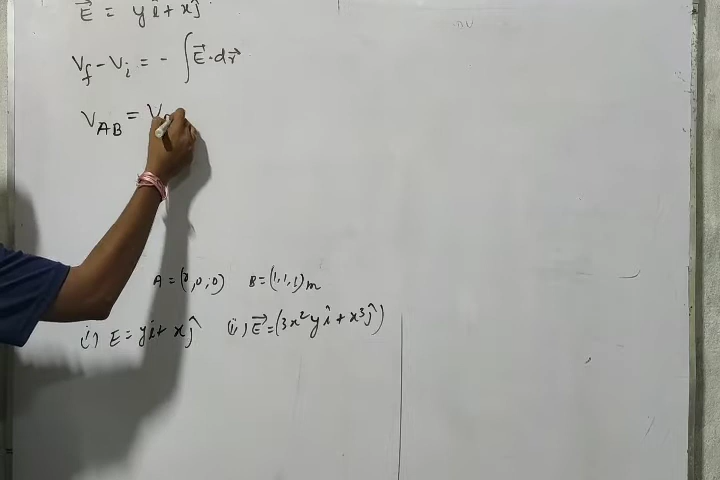 E⃗ = yî + xĵ
V_f - V_i = - ∫ E⃗ · dr⃗
V_AB = V
A = (0,0,0) B = (1,1,1) m
(i) E = yî + xĵ (ii) E⃗ = (3x²yî + x³ĵ)